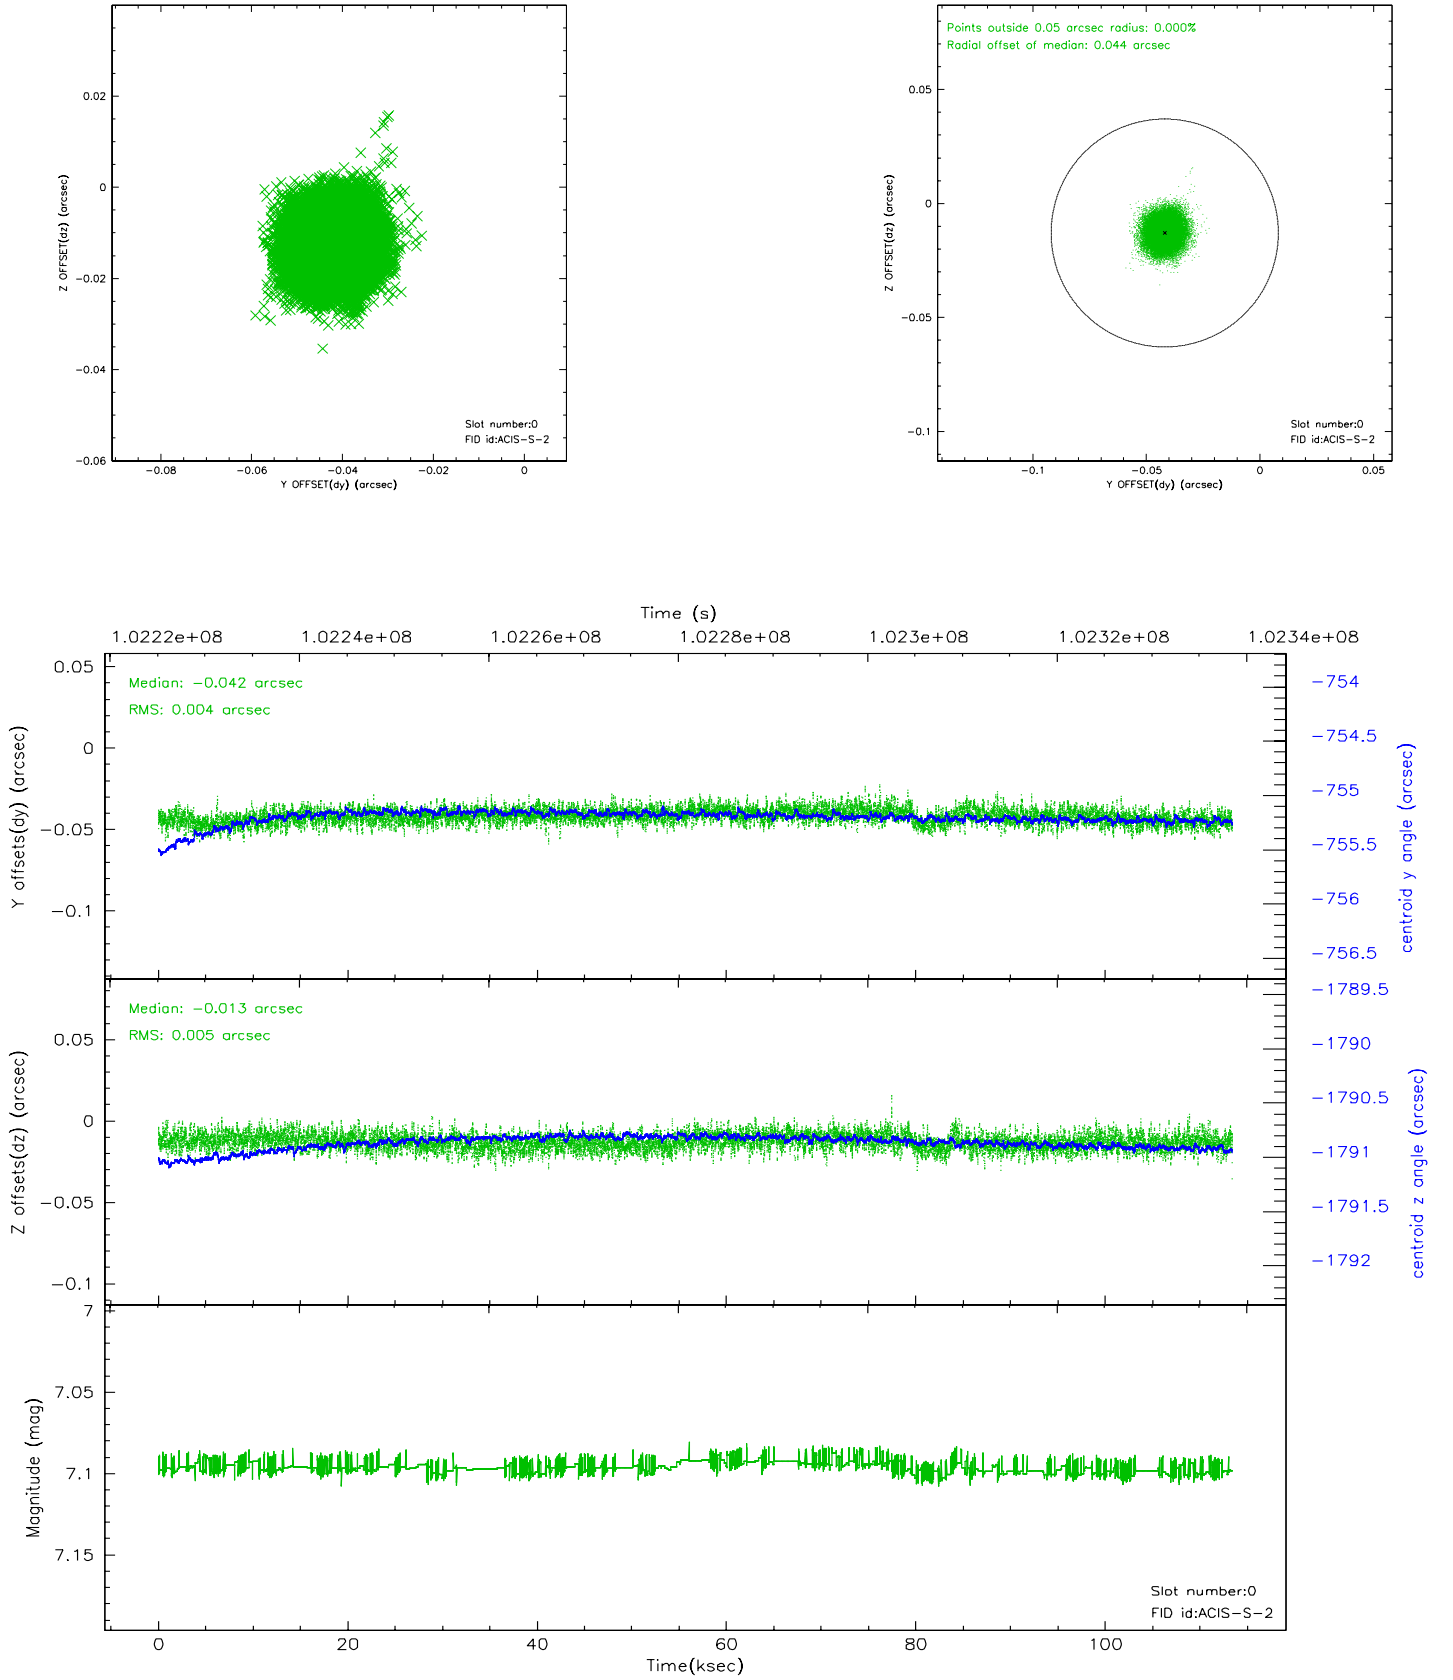 0.02
0
-0.02
-0.04
-0.06
Z OFFSET(dz) (arcsec)
Slot number:0
FID id:ACIS-S-2
-0.08 -0.06 -0.04 -0.02 0
Y OFFSET(dy) (arcsec)
Points outside 0.05 arcsec radius: 0.000%
Radial offset of median: 0.044 arcsec
0.05
0
-0.05
-0.1
Z OFFSET(dz) (arcsec)
Slot number:0
FID id:ACIS-S-2
-0.1 -0.05 0 0.05
Y OFFSET(dy) (arcsec)
Time (s)
1.0222e+08 1.0224e+08 1.0226e+08 1.0228e+08 1.023e+08 1.0232e+08 1.0234e+08
0.05
0
-0.05
-0.1
Y offsets(dy) (arcsec)
Median: -0.042 arcsec
RMS: 0.004 arcsec
-754
-754.5
-755
-755.5
-756
-756.5
centroid y angle (arcsec)
0.05
0
-0.05
-0.1
Z offsets(dz) (arcsec)
Median: -0.013 arcsec
RMS: 0.005 arcsec
-1789.5
-1790
-1790.5
-1791
-1791.5
-1792
centroid z angle (arcsec)
7
7.05
7.1
7.15
Magnitude (mag)
Slot number:0
FID id:ACIS-S-2
0 20 40 60 80 100
Time(ksec)